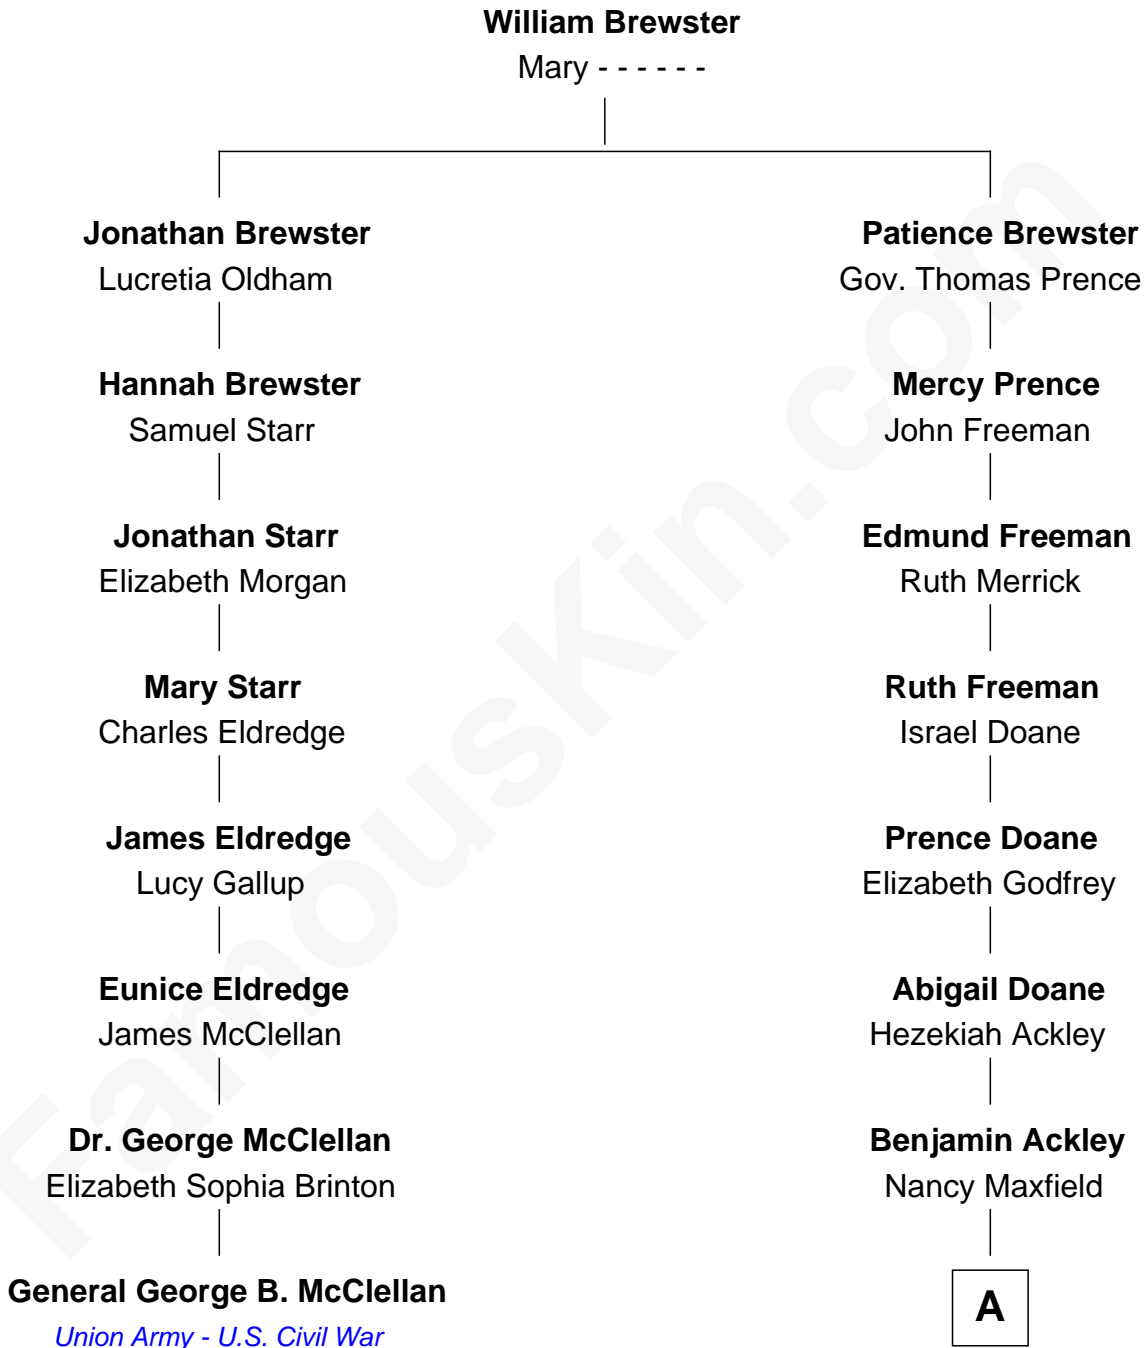 William Brewster
Mary - - - - - -
Jonathan Brewster
Lucretia Oldham
Patience Brewster
Gov. Thomas Prence
Hannah Brewster
Samuel Starr
Mercy Prence
John Freeman
Jonathan Starr
Elizabeth Morgan
Edmund Freeman
Ruth Merrick
Mary Starr
Charles Eldredge
Ruth Freeman
Israel Doane
James Eldredge
Lucy Gallup
Prence Doane
Elizabeth Godfrey
Eunice Eldredge
James McClellan
Abigail Doane
Hezekiah Ackley
Dr. George McClellan
Elizabeth Sophia Brinton
Benjamin Ackley
Nancy Maxfield
General George B. McClellan
Union Army - U.S. Civil War
A
FamousKin.com